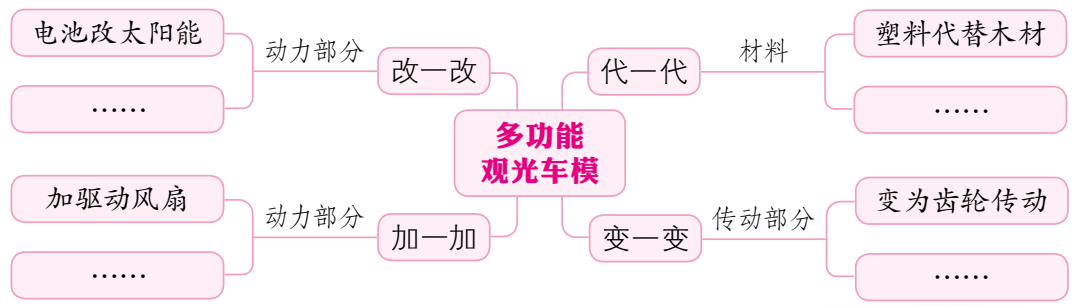 电池改太阳能
动力部分
改一改
……
代一代
材料
塑料代替木材
……
多功能
观光车模
加驱动风扇
动力部分
加一加
……
变一变
传动部分
变为齿轮传动
……